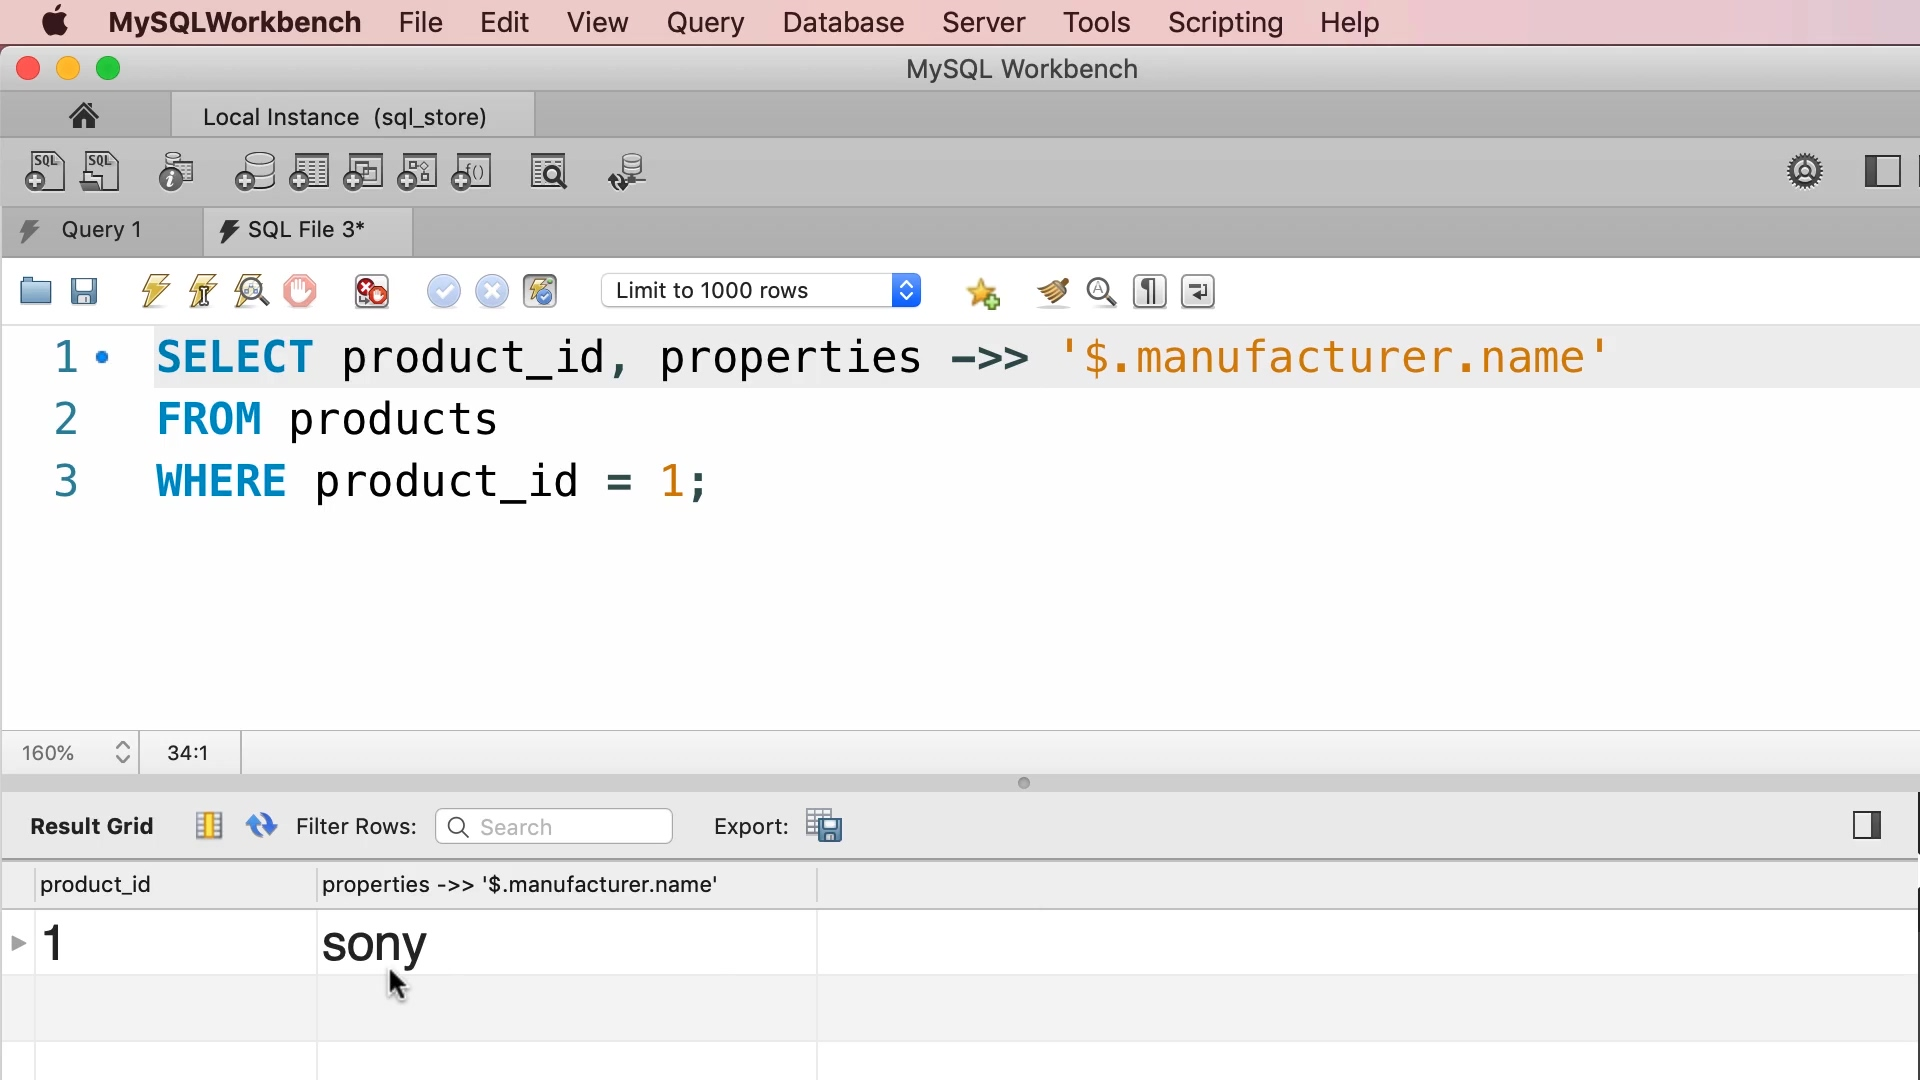 MySQLWorkbench File Edit View Query Database Server Tools Scripting Help
MySQL Workbench
Local Instance (sql_store)
SQL SQL
Query 1 SQL File 3*
Limit to 1000 rows
1 SELECT product_id, properties ->> '$.manufacturer.name'
2 FROM products
3 WHERE product_id = 1;
160% 34:1
Result Grid Filter Rows: Search Export:
product_id properties ->> '$.manufacturer.name'
1 sony